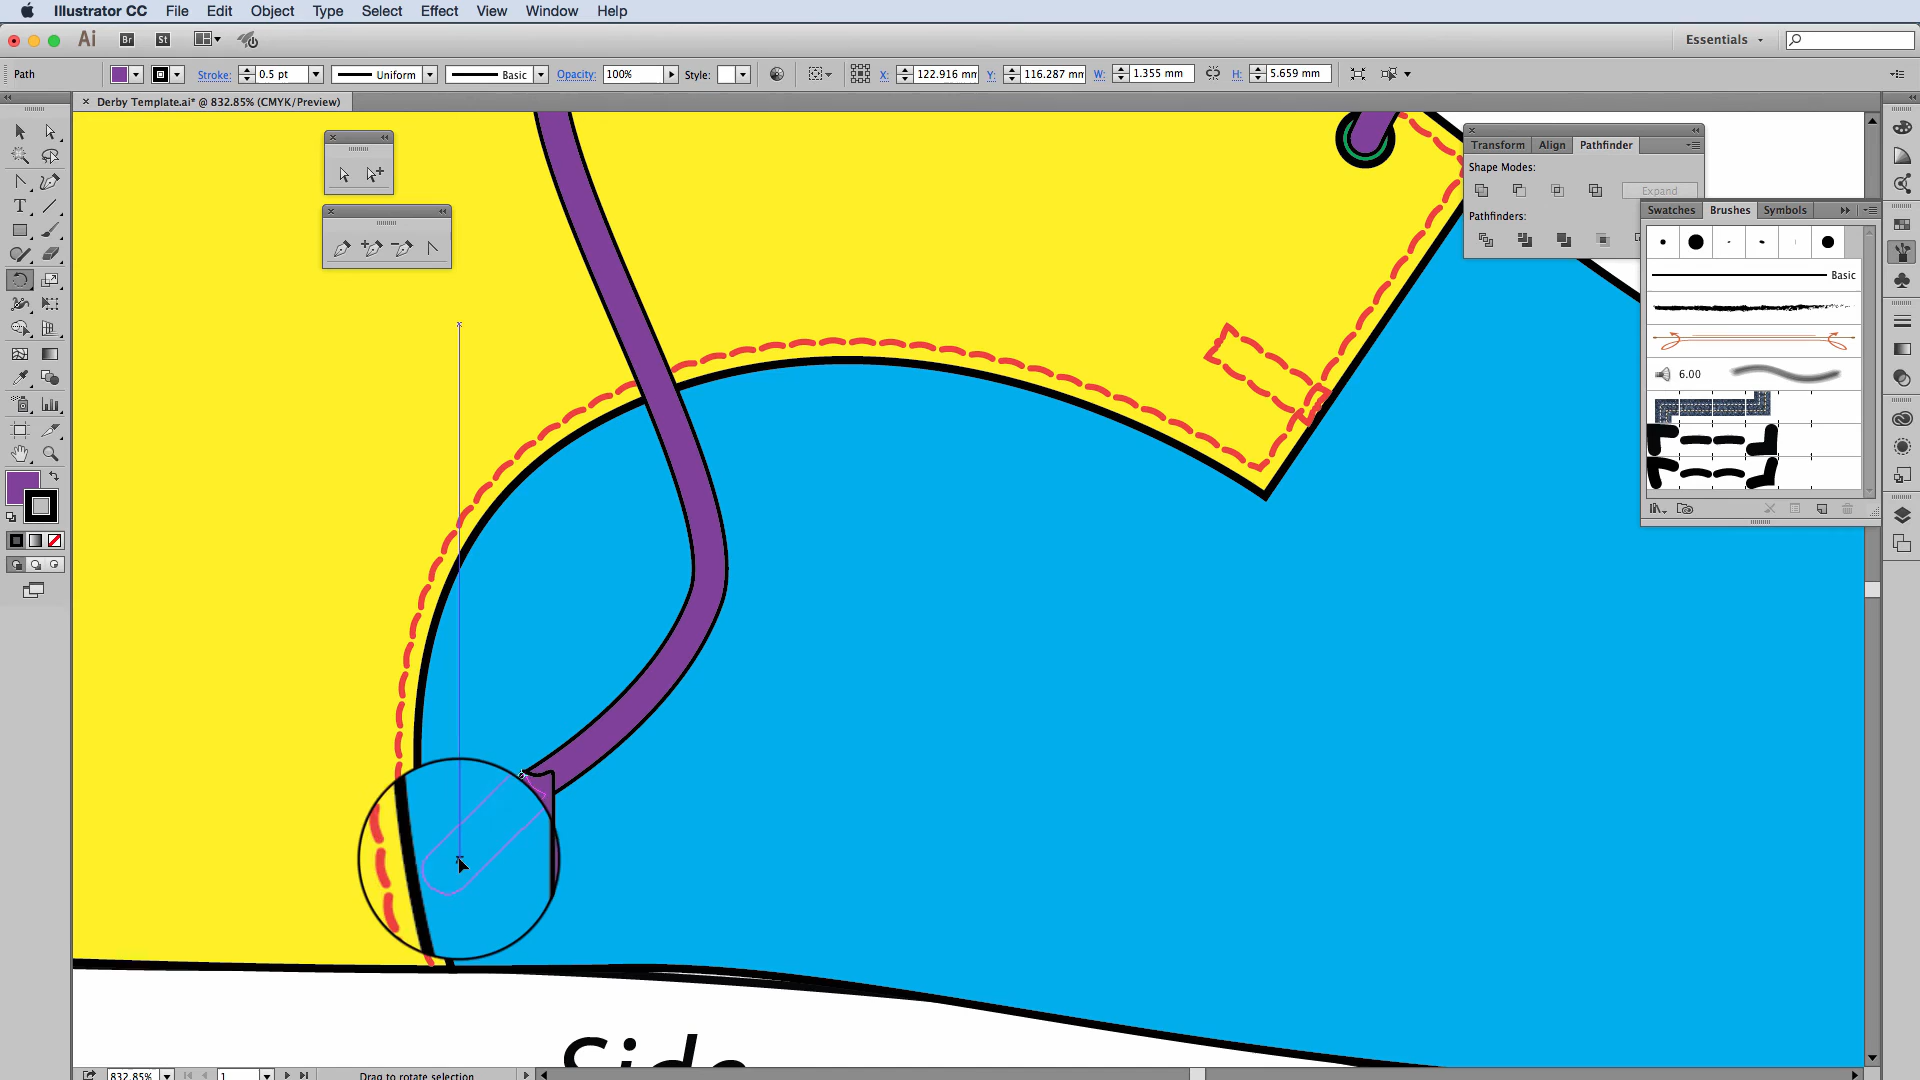 Illustrator CC File Edit Object Type Select Effect View Window Help
Ai Br St Essentials
Path Stroke: 0.5 pt Uniform Basic Opacity: 100% Style: X: 122.916 mm Y: 116.287 mm W: 1.355 mm H: 5.659 mm
Derby Template.ai* @ 832.85% (CMYK/Preview)
Transform Align Pathfinder
Shape Modes:
Expand
Pathfinders:
Swatches Brushes Symbols
Basic
6.00
Side
832.85% 1 Drag to rotate selection